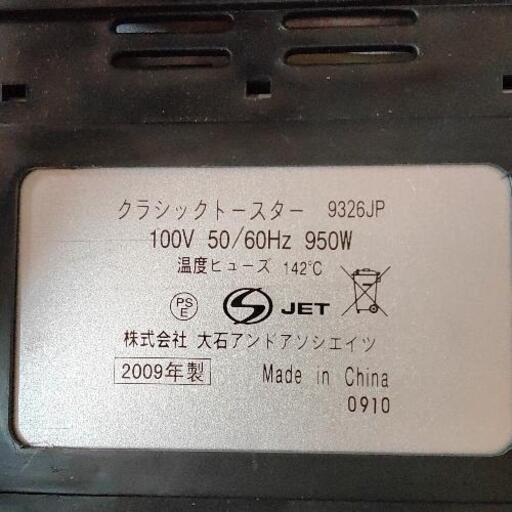 クラシックトースター 9326JP
100V 50/60Hz 950W
温度ヒューズ 142℃
PS
E
S JET
株式会社 大石アンドアソシエイツ
2009年製 Made in China
0910